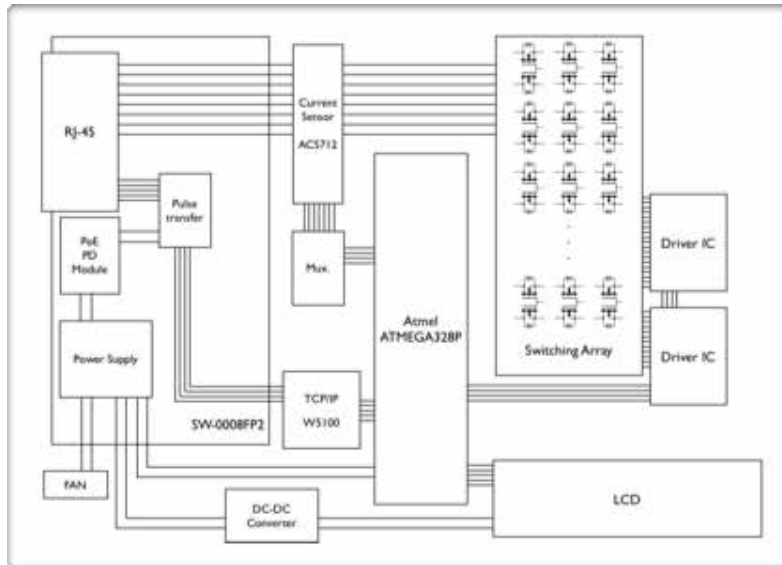 RJ-45
Current
Sensor
ACS712
Pulse
transfer
PoE
PD
Module
Mux.
Driver IC
Atmel
ATMEGA328P
Switching Array
Driver IC
Power Supply
TCP/IP
W5100
SW-0008FP2
FAN
DC-DC
Converter
LCD